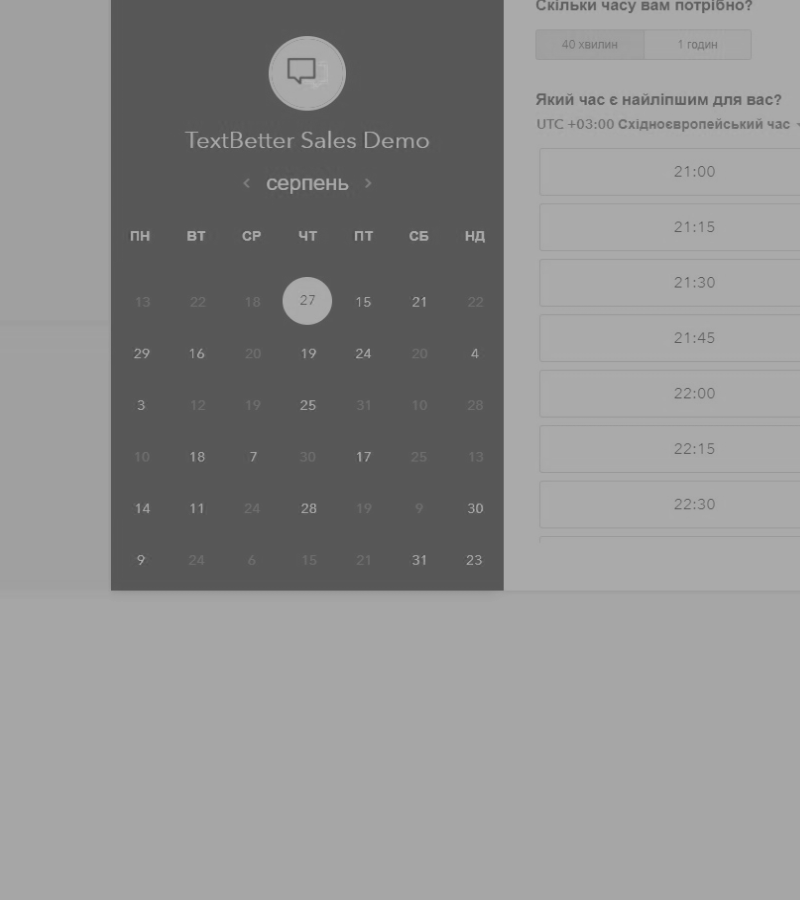 TextBetter Sales Demo
серпень
ПН ВТ СР ЧТ ПТ СБ НД
13 22 18 27 15 21 22
29 16 20 19 24 20 4
3 12 19 25 31 10 28
10 18 7 30 17 25 13
14 11 24 28 19 9 30
9 24 6 15 21 31 23
Скільки часу вам потрібно?
40 хвилин 1 годин
Який час є найліпшим для вас?
UTC +03:00 Східноєвропейський час
21:00
21:15
21:30
21:45
22:00
22:15
22:30